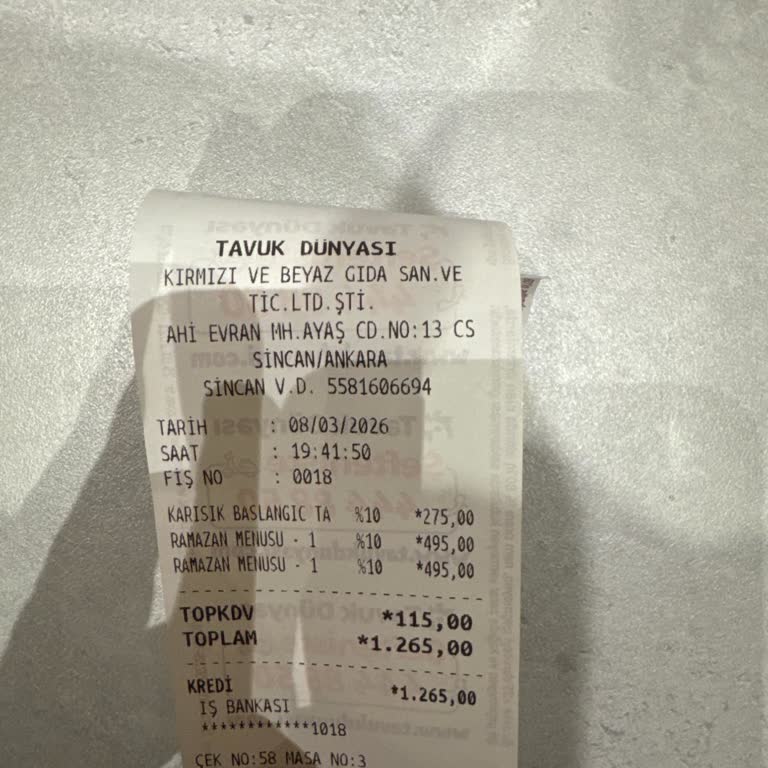 TAVUK DÜNYASI
KIRMIZI VE BEYAZ GIDA SAN.VE
TİC.LTD.ŞTİ.
AHİ EVRAN MH.AYAŞ CD.NO:13 CS
SİNCAN/ANKARA
SİNCAN V.D. 5581606694
TARİH : 08/03/2026
SAAT : 19:41:50
FİŞ NO : 0018
KARISIK BASLANGIC TA %10 *275,00
RAMAZAN MENUSU - 1 %10 *495,00
RAMAZAN MENUSU - 1 %10 *495,00
TOPKDV *115,00
TOPLAM *1.265,00
KREDİ *1.265,00
İŞ BANKASI
************1018
ÇEK NO:58 MASA NO:3